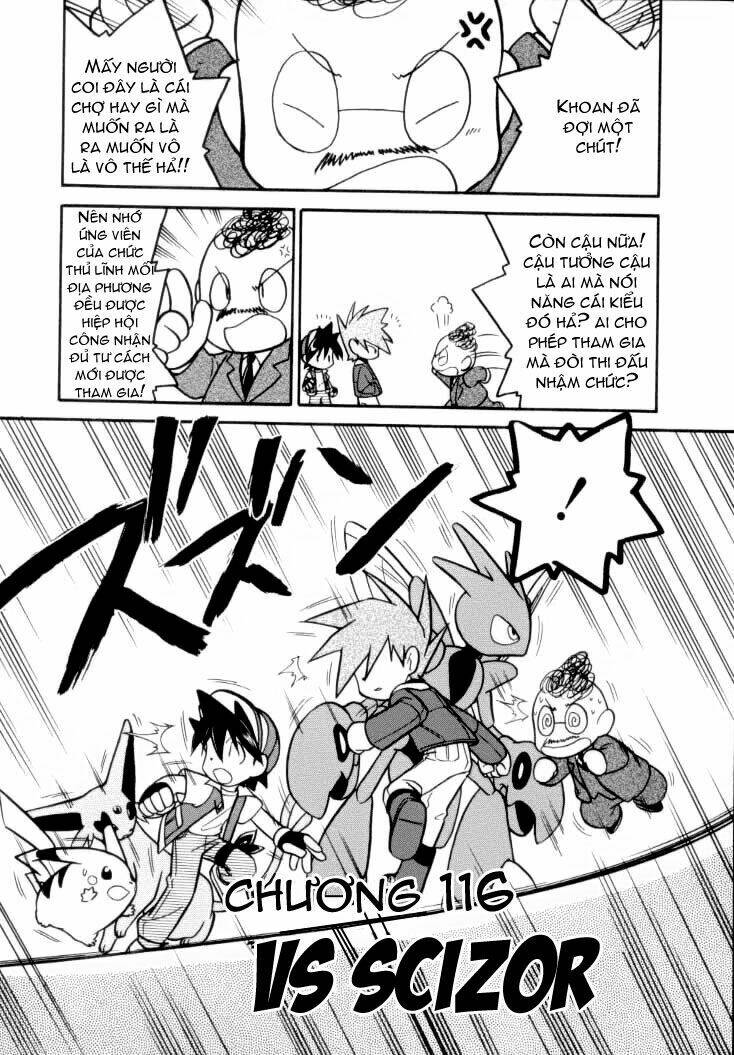 KHOAN ĐÃ
ĐỢI MỘT
CHÚT!
MẤY NGƯỜI
COI ĐÂY LÀ CÁI
CHỢ HAY GÌ MÀ
MUỐN RA LÀ
RA MUỐN VÔ
LÀ VÔ THẾ HẢ!!
CÒN CẬU NỮA!
CẬU TƯỞNG CẬU
LÀ AI MÀ NÓI
NĂNG CÁI KIỂU
ĐÓ HẢ? AI CHO
PHÉP THAM GIA
MÀ ĐÒI THI ĐẤU
NHẬM CHỨC?
NÊN NHỚ
ỨNG VIÊN
CỦA CHỨC
THỦ LĨNH MỖI
ĐỊA PHƯƠNG
ĐỀU ĐƯỢC
HIỆP HỘI
CÔNG NHẬN
ĐỦ TƯ CÁCH
MỚI ĐƯỢC
THAM GIA!
!
ズズン
CHƯƠNG 116
VS SCIZOR